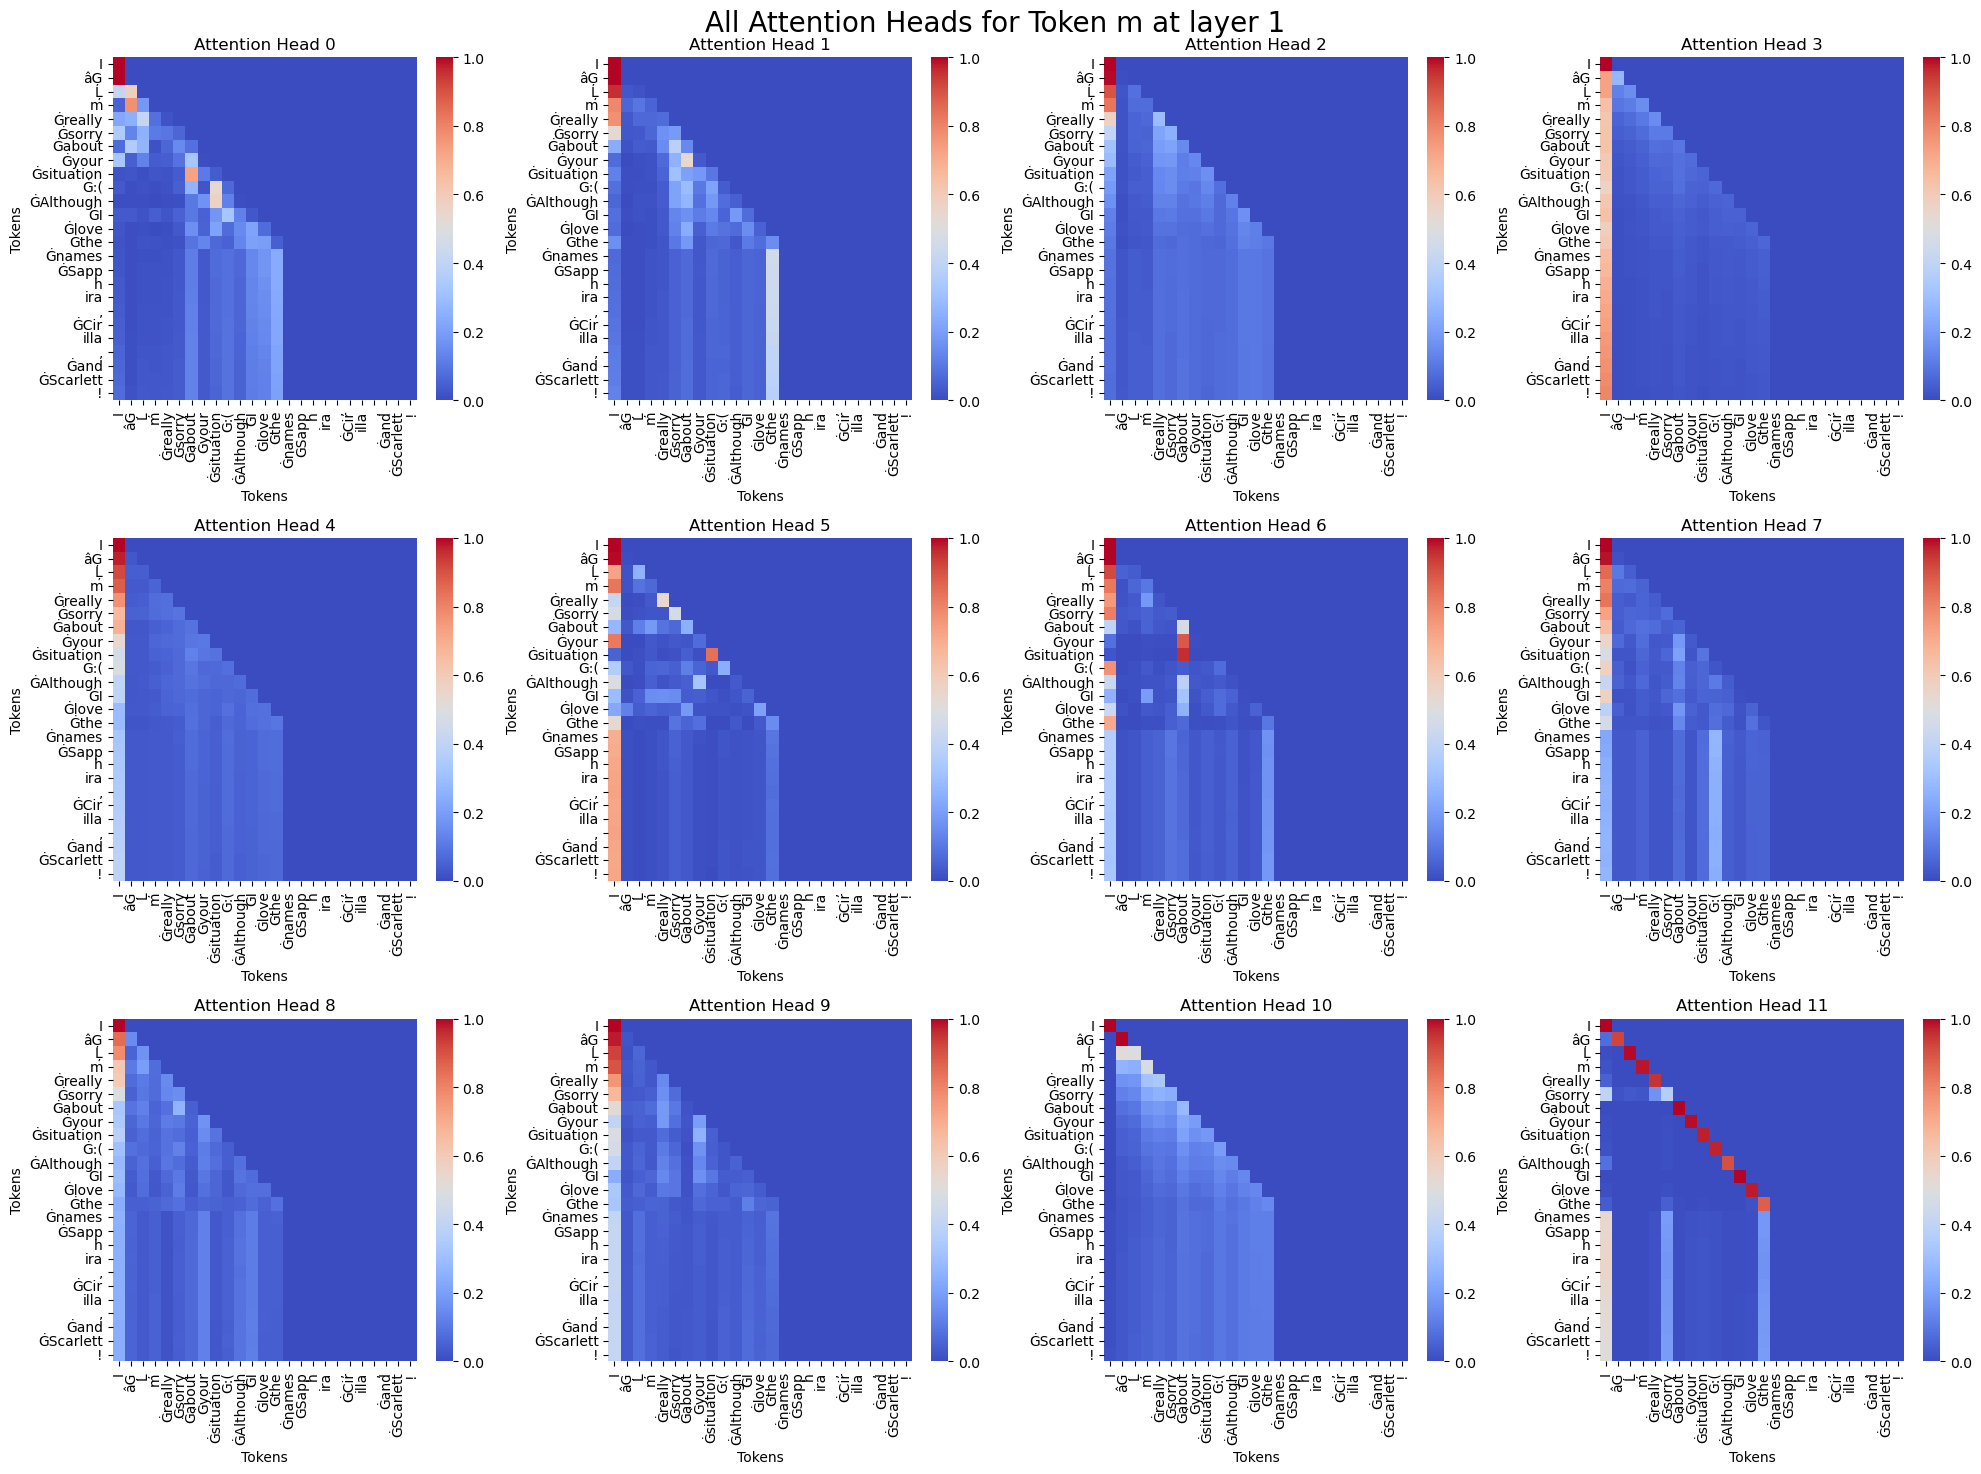 All Attention Heads for Token m at layer 1
Attention Head 0
Attention Head 1
Attention Head 2
Attention Head 3
Tokens
I
âĢ
Ļ
m
Ġreally
Ġsorry
Ġabout
Ġyour
Ġsituation
Ġ:(
ĠAlthough
ĠI
Ġlove
Ġthe
Ġnames
ĠSapp
h
ira
,
ĠCir
illa
,
Ġand
ĠScarlett
!
1.0
0.8
0.6
0.4
0.2
0.0
Tokens
Attention Head 4
Attention Head 5
Attention Head 6
Attention Head 7
Tokens
Attention Head 8
Attention Head 9
Attention Head 10
Attention Head 11
Tokens